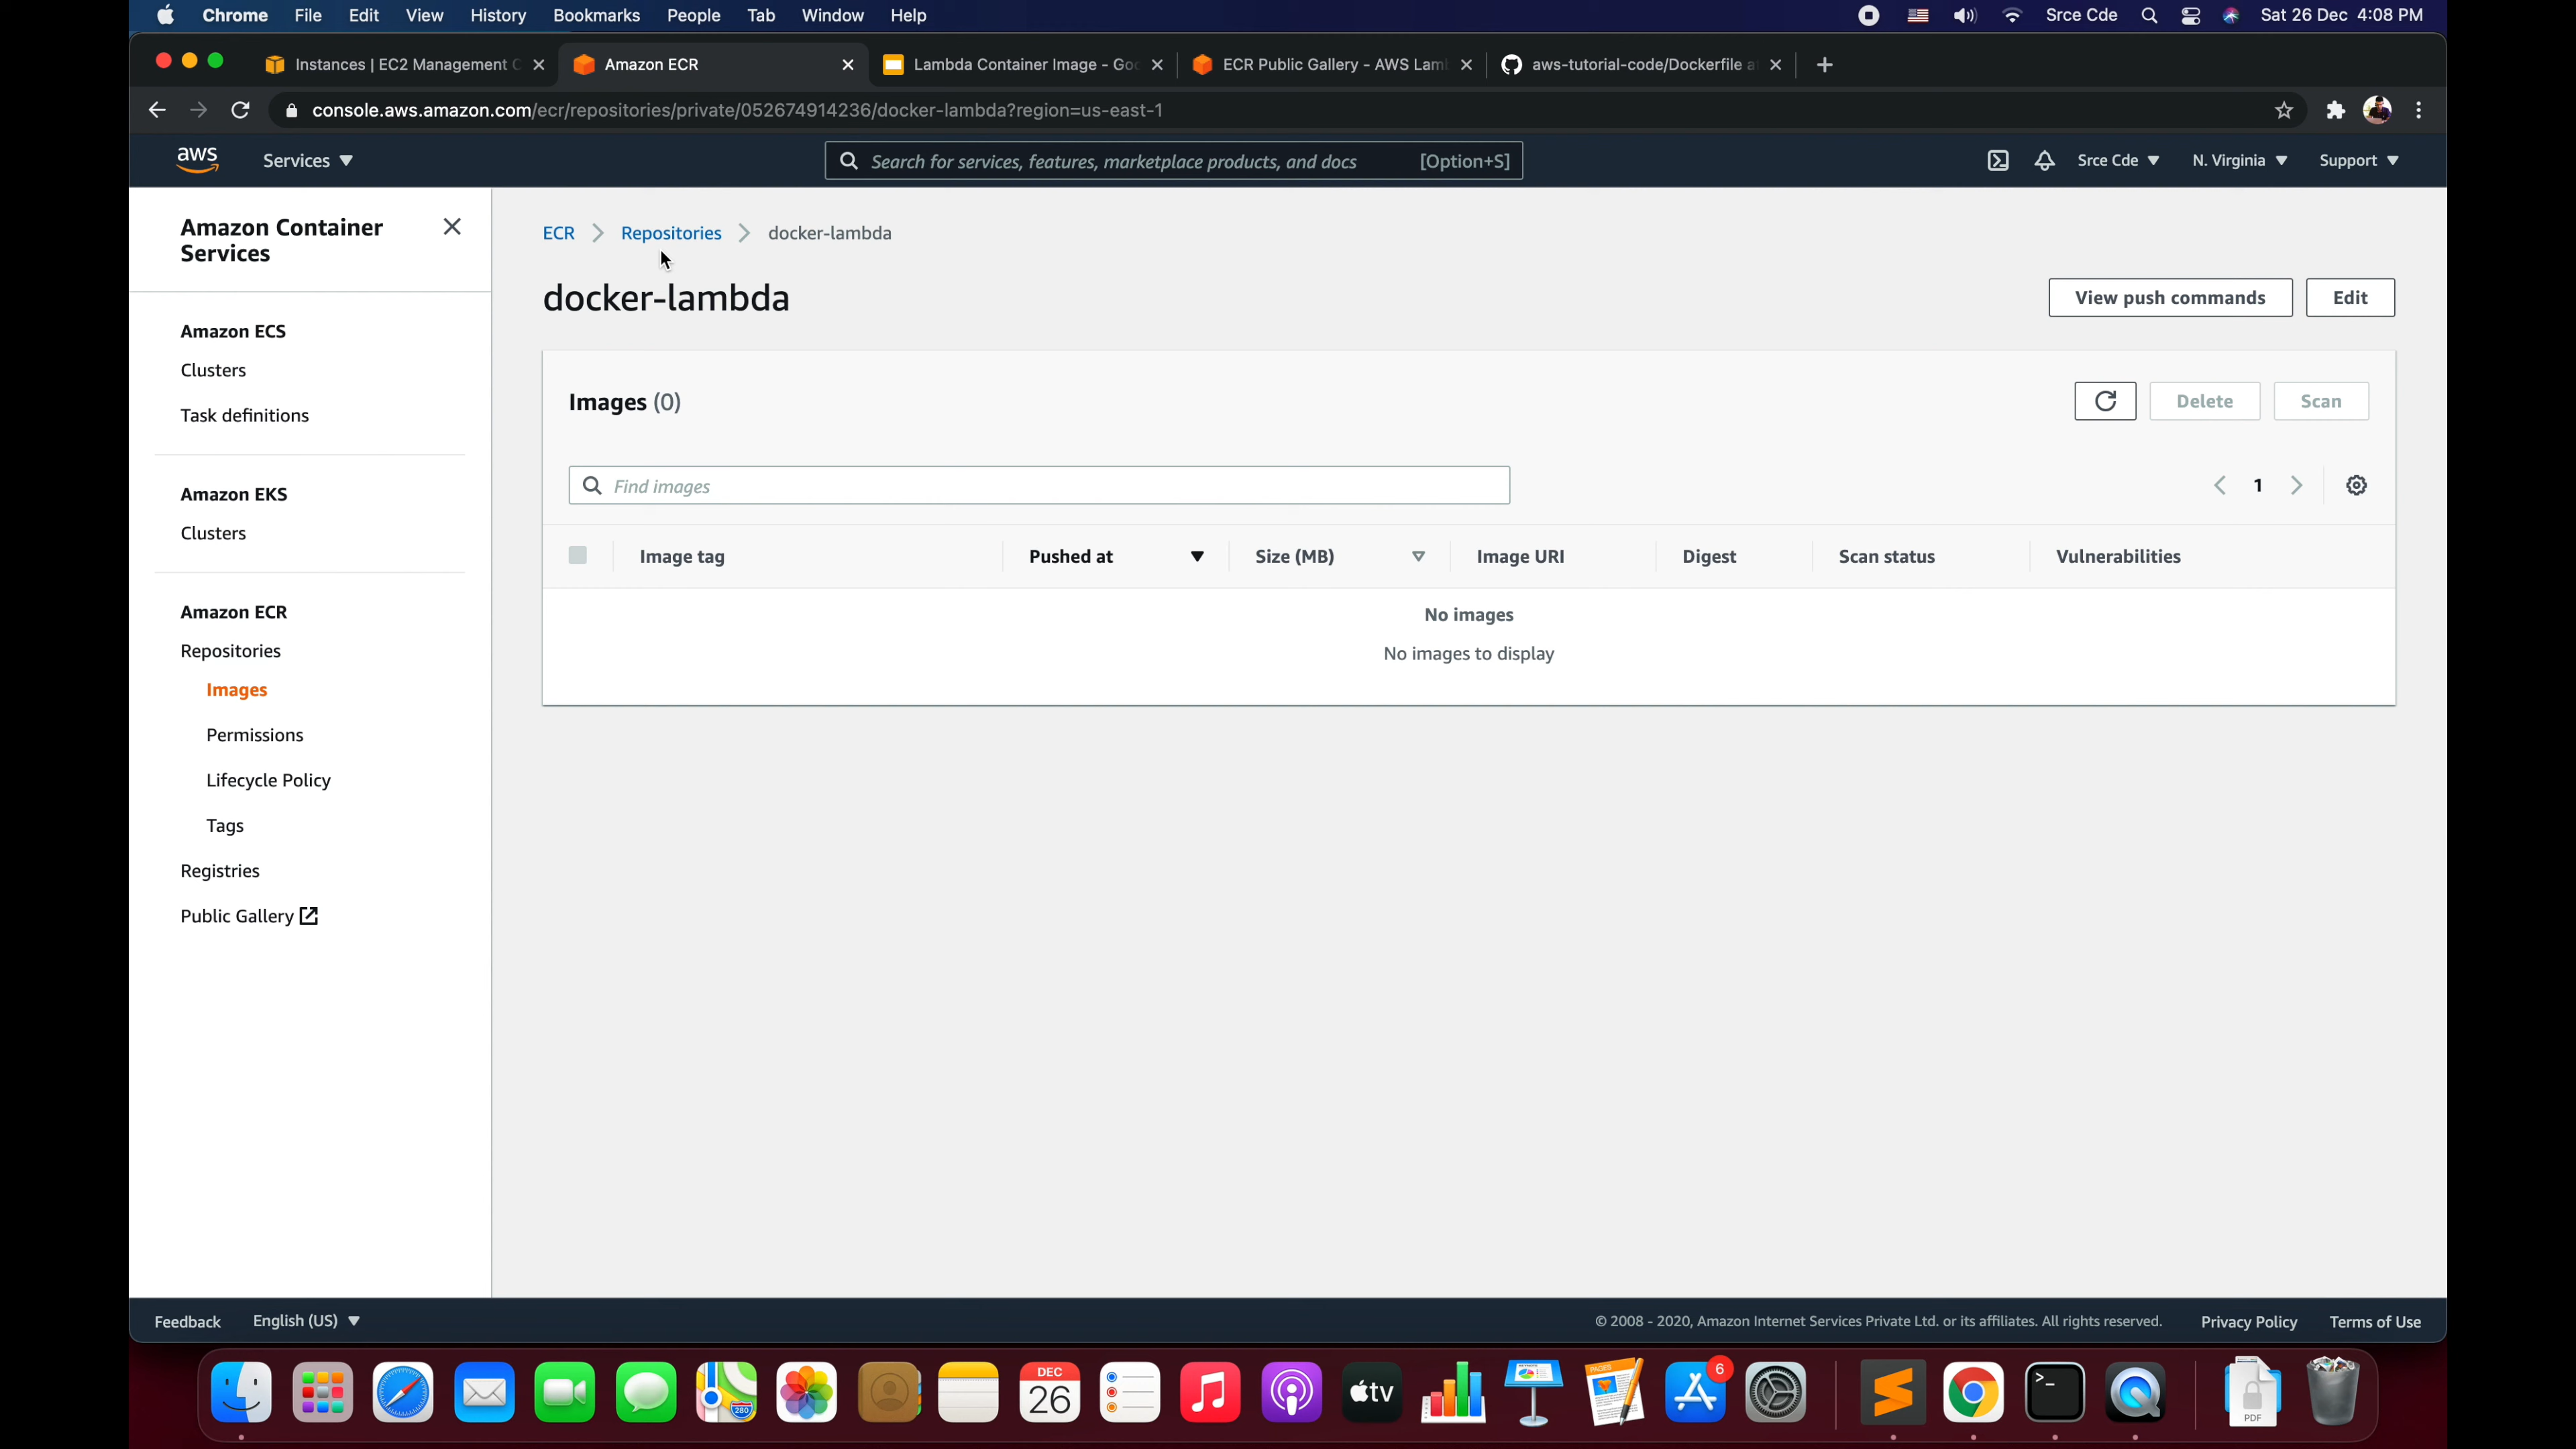 Chrome File Edit View History Bookmarks People Tab Window Help Srce Cde Sat 26 Dec 4:08 PM
Instances | EC2 Management C Amazon ECR Lambda Container Image - Goo ECR Public Gallery - AWS Lam aws-tutorial-code/Dockerfile a
console.aws.amazon.com/ecr/repositories/private/052674914236/docker-lambda?region=us-east-1
aws Services Search for services, features, marketplace products, and docs [Option+S] Srce Cde N. Virginia Support
Amazon Container
Services
Amazon ECS
Clusters
Task definitions
Amazon EKS
Clusters
Amazon ECR
Repositories
Images
Permissions
Lifecycle Policy
Tags
Registries
Public Gallery
ECR Repositories docker-lambda
docker-lambda View push commands Edit
Images (0) Delete Scan
Find images 1
Image tag Pushed at Size (MB) Image URI Digest Scan status Vulnerabilities
No images
No images to display
Feedback English (US) © 2008 - 2020, Amazon Internet Services Private Ltd. or its affiliates. All rights reserved. Privacy Policy Terms of Use
280
DEC
26
tv
PAGES
6
PDF